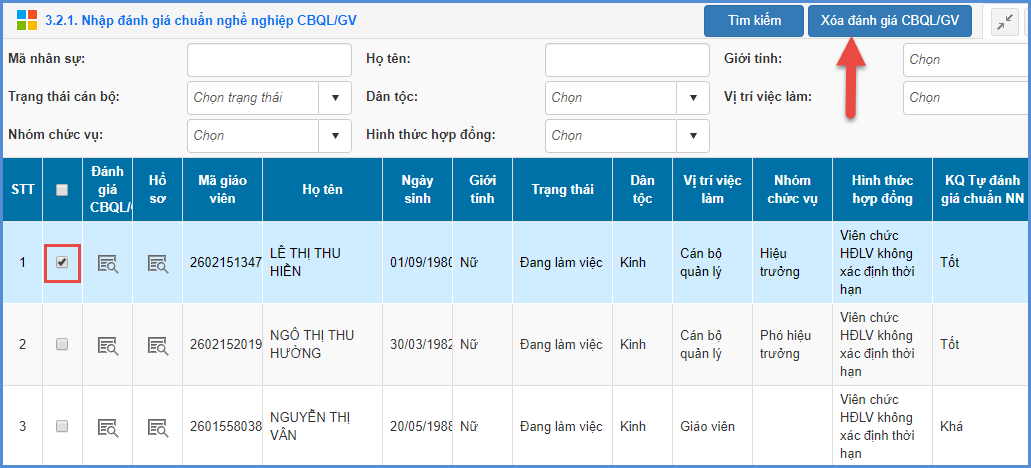 3.2.1. Nhập đánh giá chuẩn nghề nghiệp CBQL/GV
Tìm kiếm
Xóa đánh giá CBQL/GV
Mã nhân sự:
Họ tên:
Giới tính:
Chọn
Trạng thái cán bộ:
Chọn trạng thái
Dân tộc:
Chọn
Vị trí việc làm:
Chọn
Nhóm chức vụ:
Chọn
Hình thức hợp đồng:
Chọn
STT
Đánh
giá
CBQL/
Hồ
sơ
Mã giáo
viên
Họ tên
Ngày
sinh
Giới
tính
Trạng thái
Dân
tộc
Vị trí việc
làm
Nhóm
chức vụ
Hình thức
hợp đồng
KQ Tự đánh
giá chuẩn NN
1
2602151347
LÊ THỊ THU
HIỀN
01/09/1980
Nữ
Đang làm việc
Kinh
Cán bộ
quản lý
Hiệu
trưởng
Viên chức
HĐLV không
xác định thời
hạn
Tốt
2
2602152019
NGÔ THỊ THU
HƯỜNG
30/03/1982
Nữ
Đang làm việc
Kinh
Cán bộ
quản lý
Phó hiệu
trưởng
Viên chức
HĐLV không
xác định thời
hạn
Tốt
3
2601558038
NGUYỄN THỊ
VÂN
20/05/1988
Nữ
Đang làm việc
Kinh
Giáo viên
Viên chức
HĐLV không
xác định thời
hạn
Khá